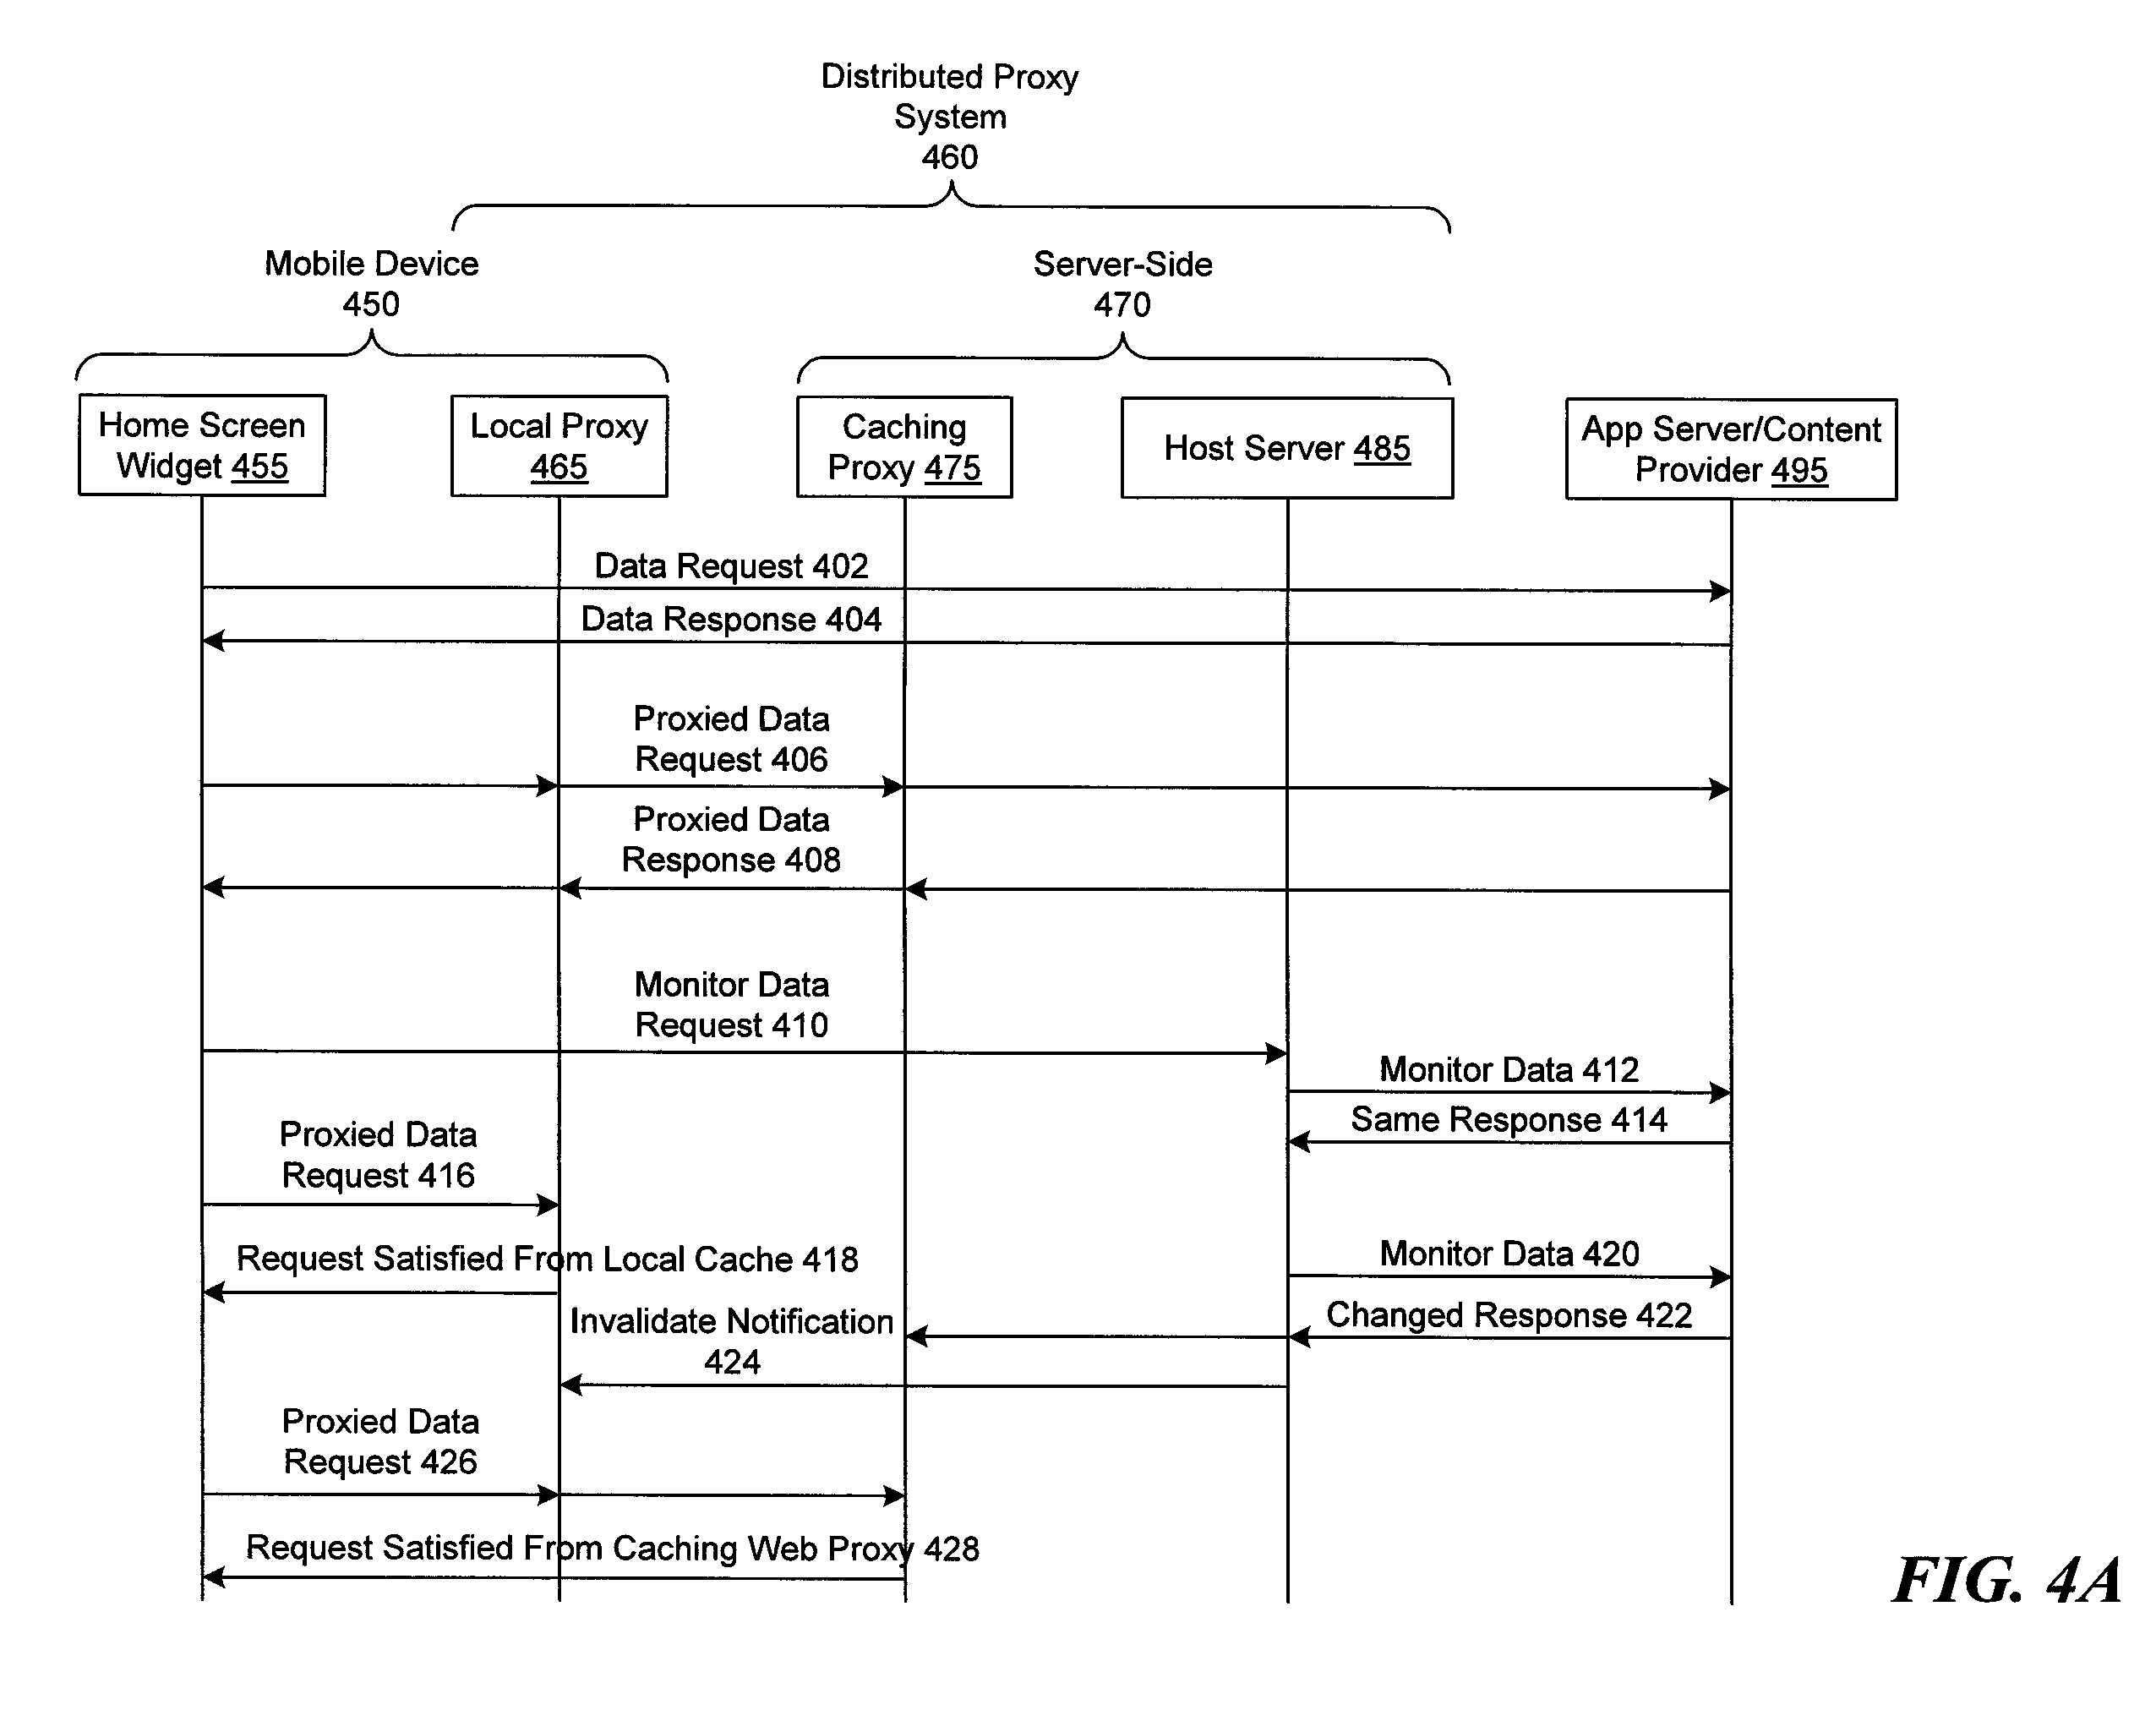 Distributed Proxy
System
460
Mobile Device
450
Server-Side
470
Home Screen
Widget 455
Local Proxy
465
Caching
Proxy 475
Host Server 485
App Server/Content
Provider 495
Data Request 402
Data Response 404
Proxied Data
Request 406
Proxied Data
Response 408
Monitor Data
Request 410
Monitor Data 412
Same Response 414
Proxied Data
Request 416
Request Satisfied From Local Cache 418
Monitor Data 420
Changed Response 422
Invalidate Notification
424
Proxied Data
Request 426
Request Satisfied From Caching Web Proxy 428
FIG. 4A